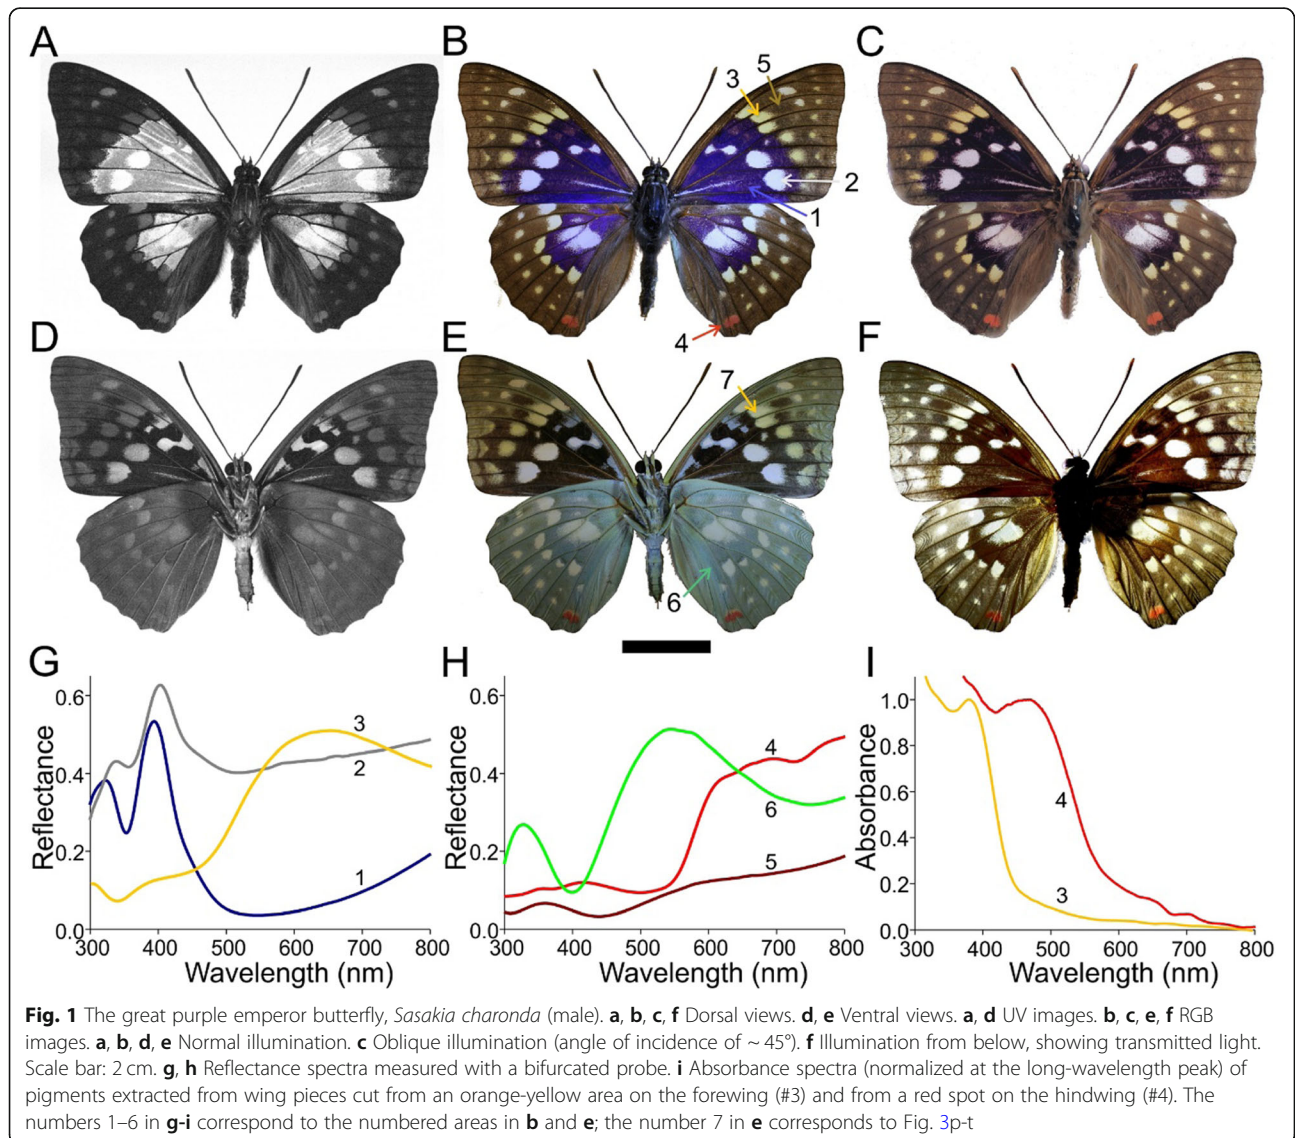 A
B
C
5
3
2
1
4
D
E
F
7
6
G
H
I
0.6
0.4
0.2
0.0
Reflectance
3
2
1
300 400 500 600 700 800
Wavelength (nm)
0.6
0.4
0.2
0.0
Reflectance
4
6
5
300 400 500 600 700 800
Wavelength (nm)
1.0
0.8
0.6
0.4
0.2
0.0
Absorbance
4
3
300 400 500 600 700 800
Wavelength (nm)
Fig. 1 The great purple emperor butterfly, Sasakia charonda (male). a, b, c, f Dorsal views. d, e Ventral views. a, d UV images. b, c, e, f RGB
images. a, b, d, e Normal illumination. c Oblique illumination (angle of incidence of ~ 45°). f Illumination from below, showing transmitted light.
Scale bar: 2 cm. g, h Reflectance spectra measured with a bifurcated probe. i Absorbance spectra (normalized at the long-wavelength peak) of
pigments extracted from wing pieces cut from an orange-yellow area on the forewing (#3) and from a red spot on the hindwing (#4). The
numbers 1–6 in g-i correspond to the numbered areas in b and e; the number 7 in e corresponds to Fig. 3p-t